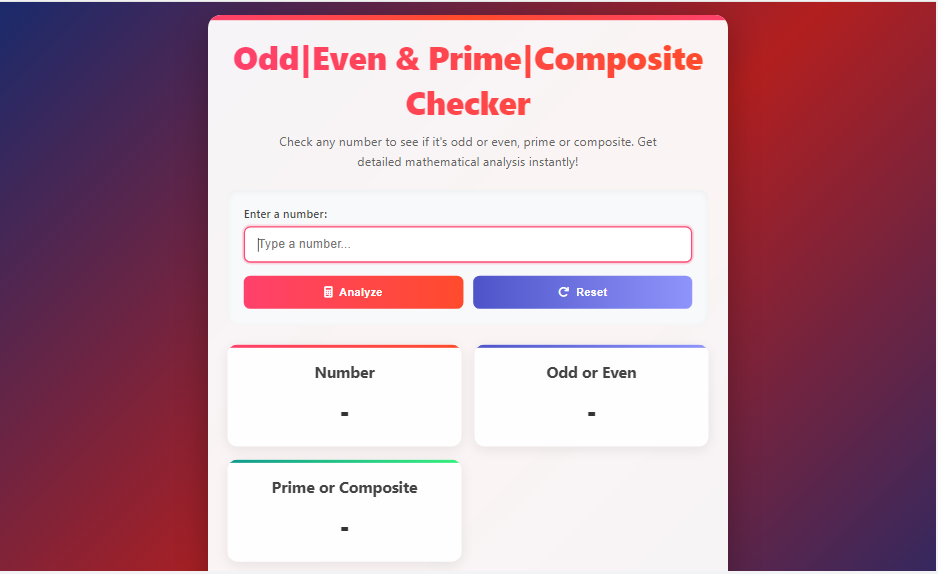 Odd|Even & Prime|Composite
Checker
Check any number to see if it's odd or even, prime or composite. Get
detailed mathematical analysis instantly!
Enter a number:
Type a number...
Analyze
Reset
Number
Odd or Even
-
-
Prime or Composite
-